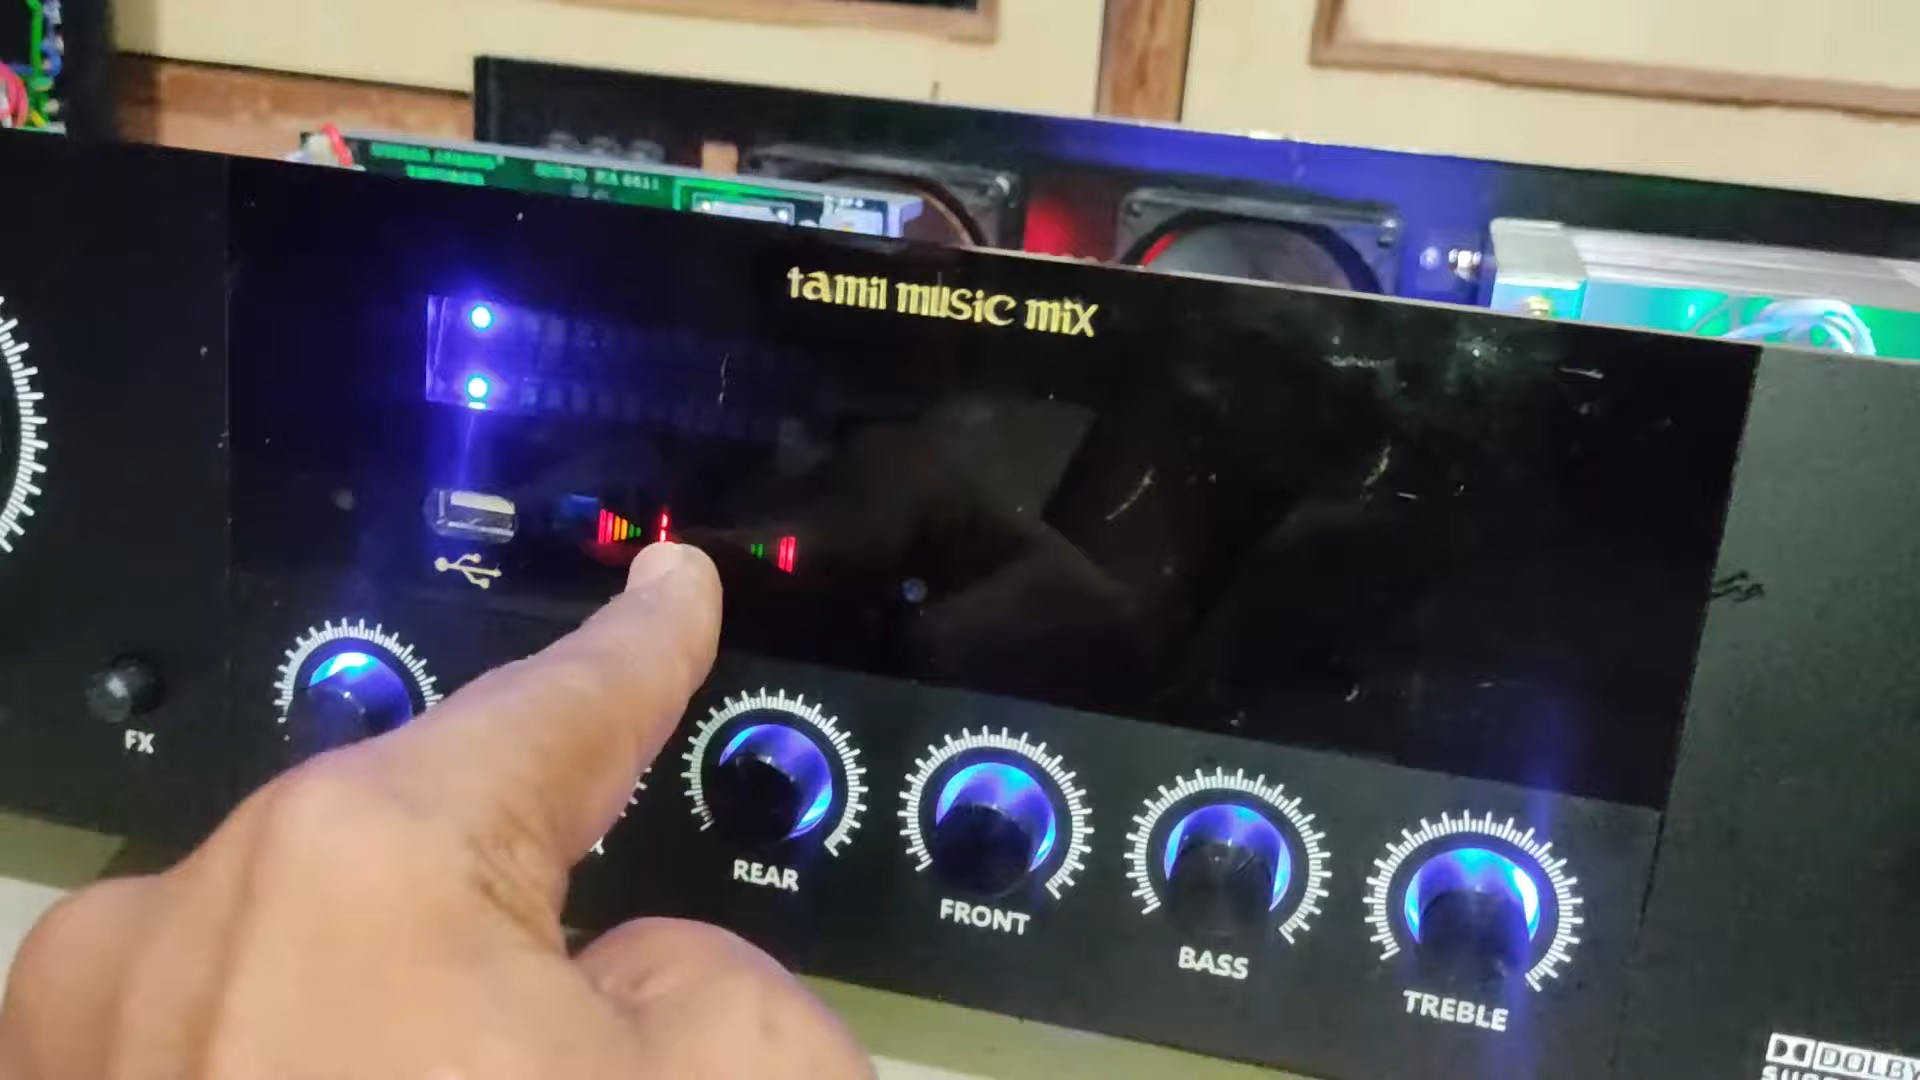 tamil music mix
FX
REAR
FRONT
BASS
TREBLE
DOLBY